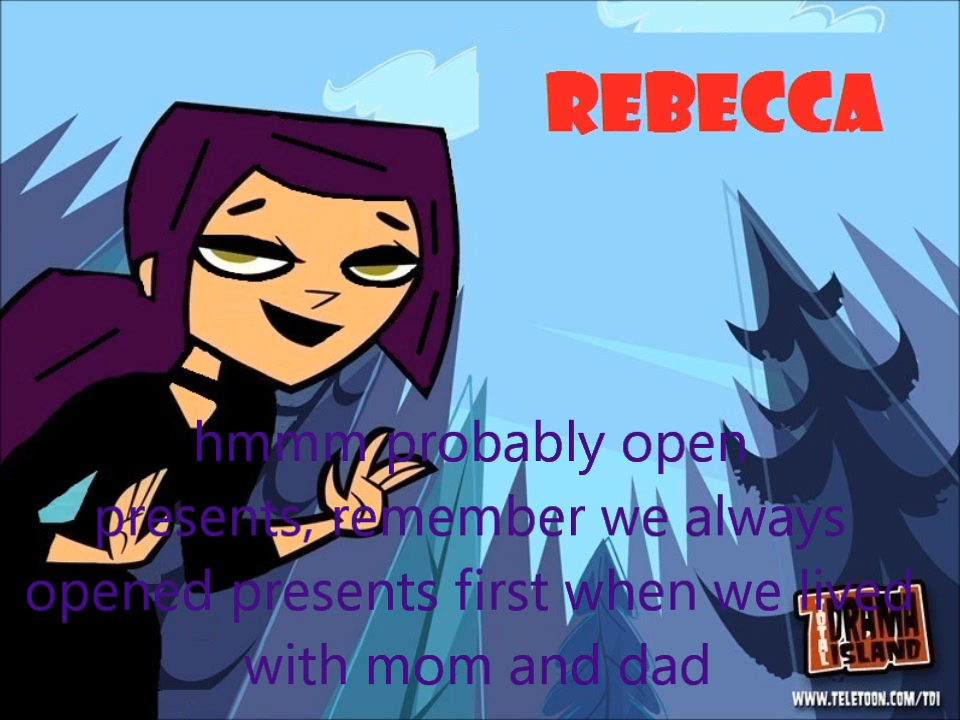 REBECCA
hmmm probably open
presents, remember we always
opened presents first when we lived
with mom and dad
TOTAL
DRAMA
ISLAND
WWW.TELETOON.COM/TDI